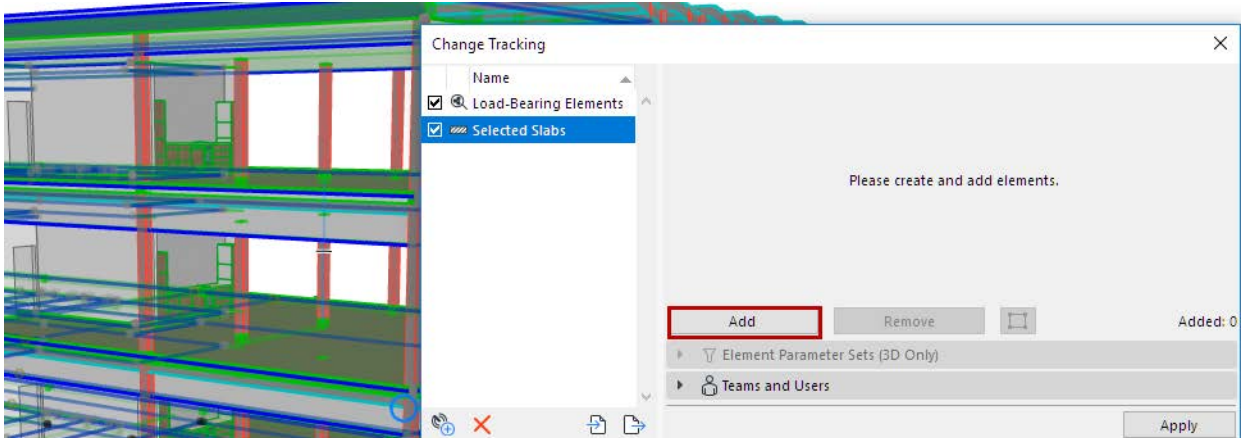 Change Tracking
Name
Load-Bearing Elements
Selected Slabs
Please create and add elements.
Add Remove Added: 0
Element Parameter Sets (3D Only)
Teams and Users
Apply